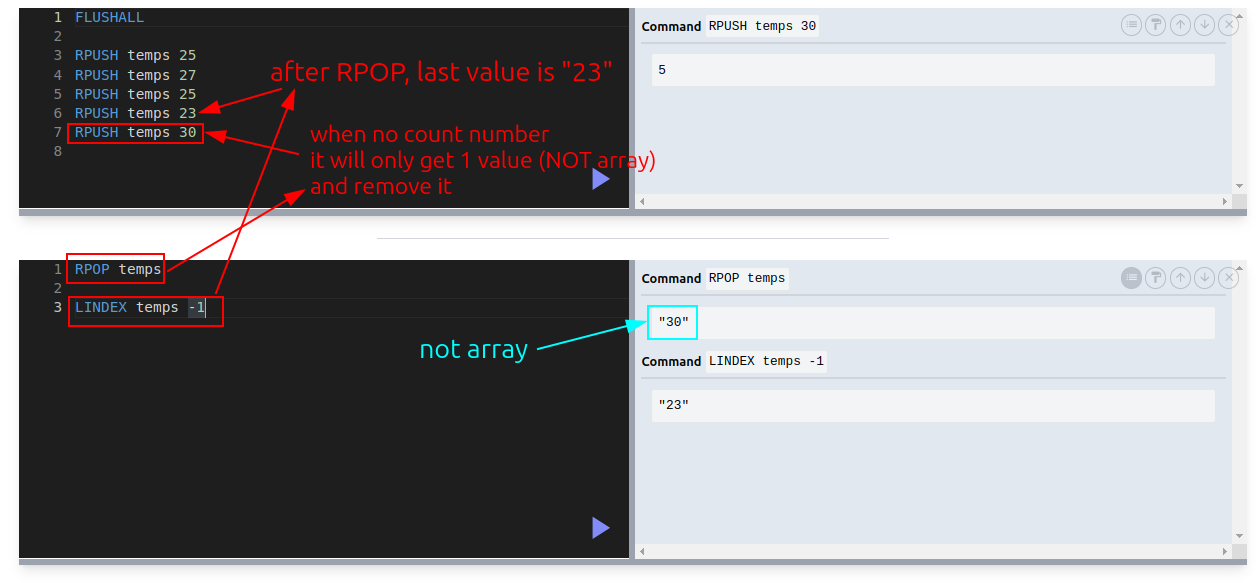 1 FLUSHALL
2
3 RPUSH temps 25
4 RPUSH temps 27
5 RPUSH temps 25
6 RPUSH temps 23
7 RPUSH temps 30
8
after RPOP, last value is "23"
when no count number
it will only get 1 value (NOT array)
and remove it
Command RPUSH temps 30
5
1 RPOP temps
2
3 LINDEX temps -1
not array
Command RPOP temps
"30"
Command LINDEX temps -1
"23"